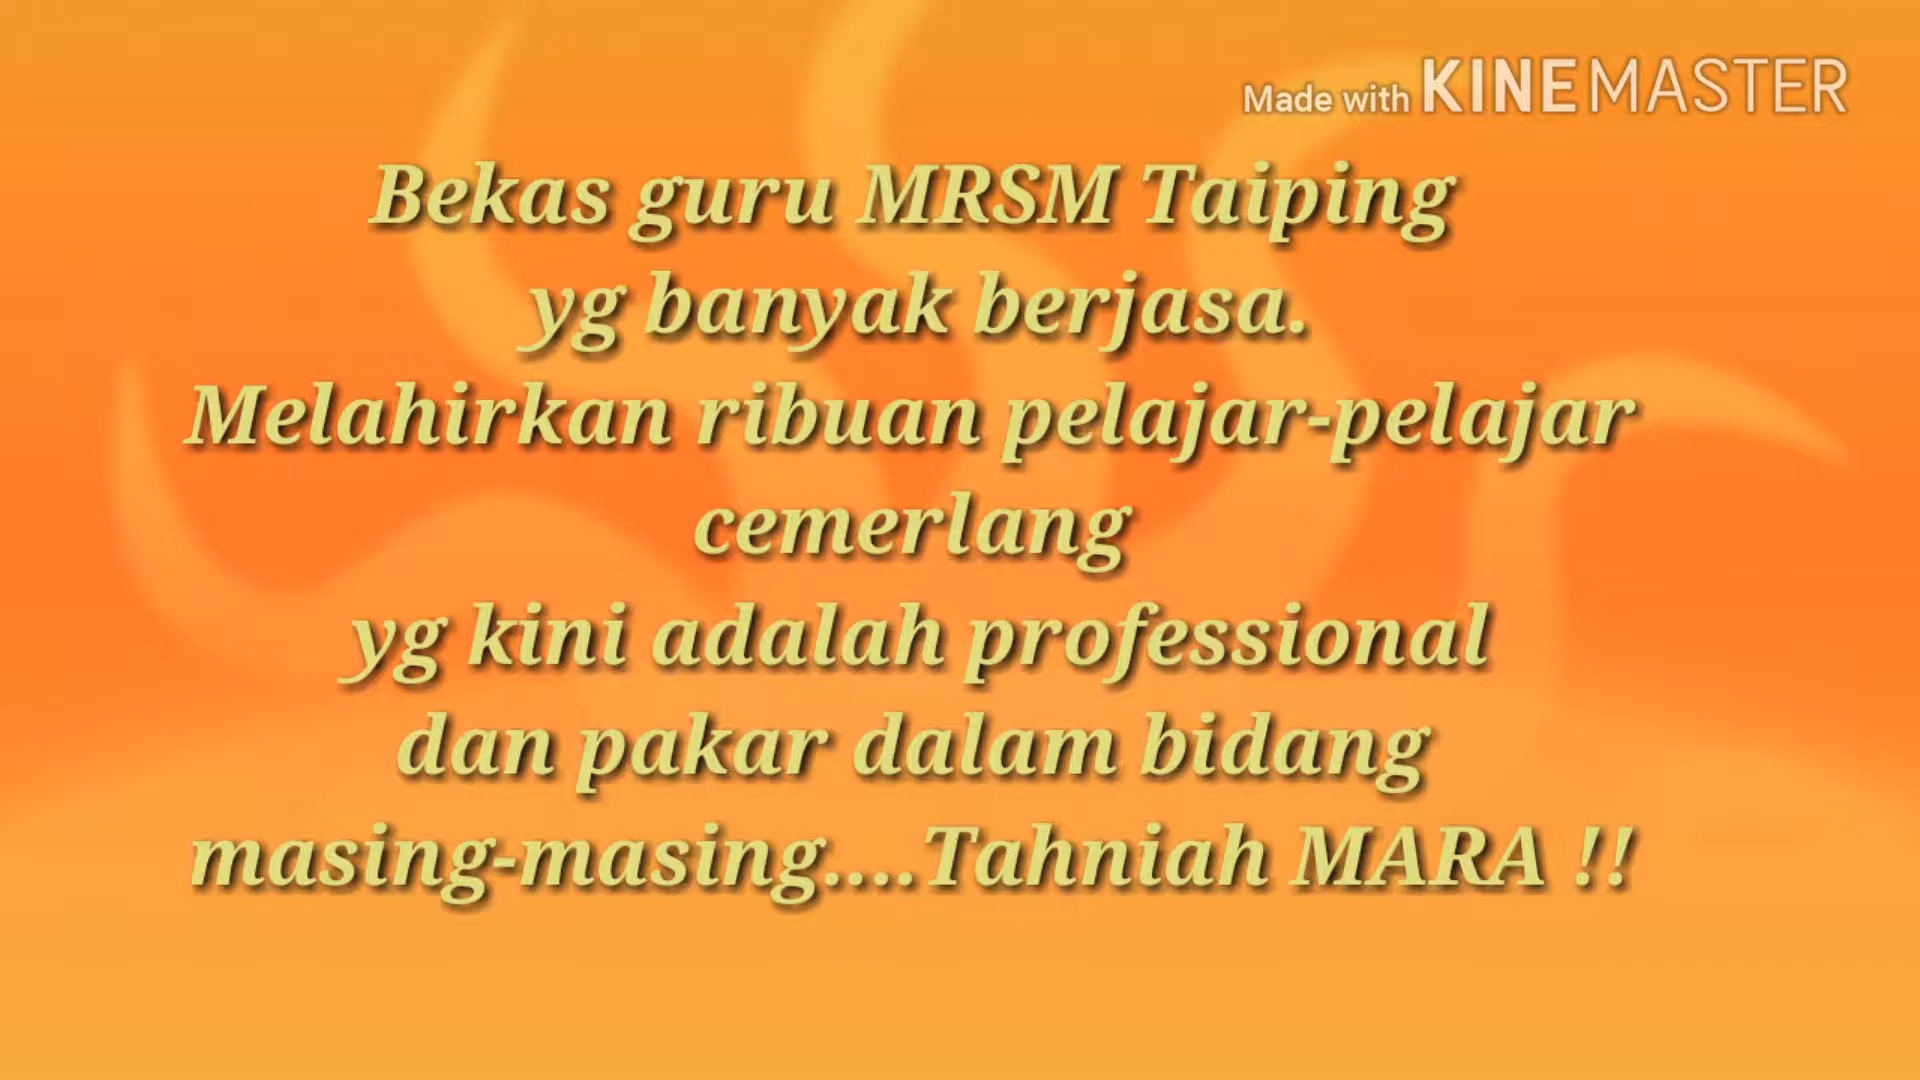 Made with KINEMASTER
Bekas guru MRSM Taiping
yg banyak berjasa.
Melahirkan ribuan pelajar-pelajar
cemerlang
yg kini adalah professional
dan pakar dalam bidang
masing-masing....Tahniah MARA !!